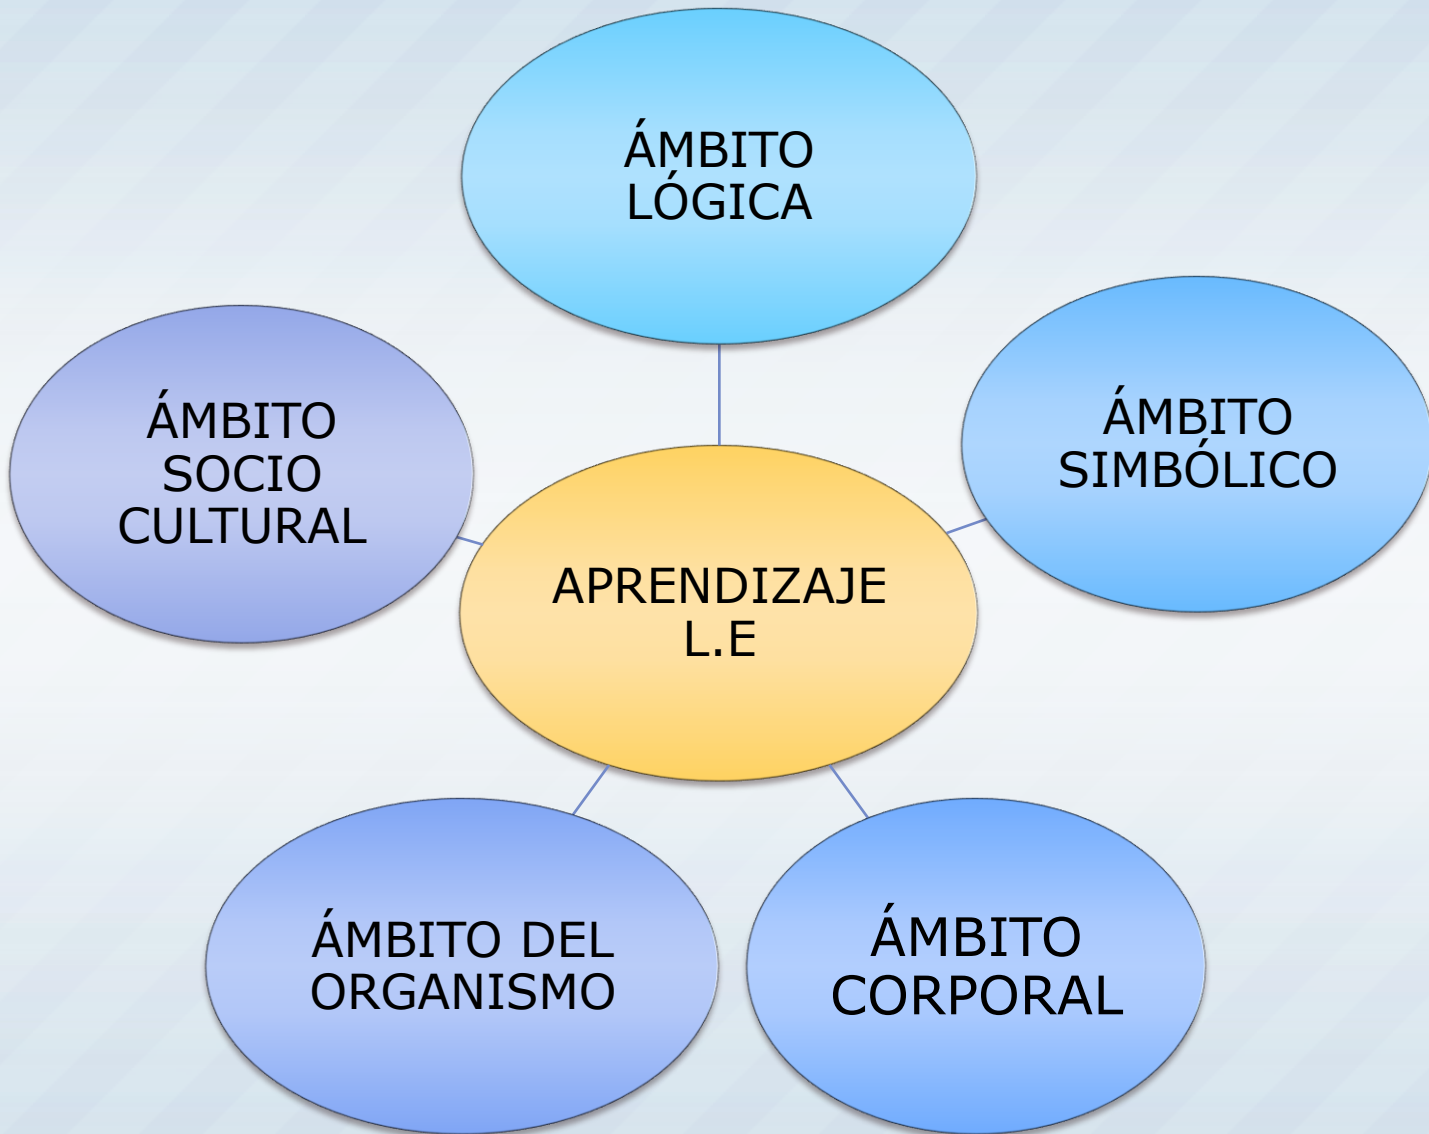 ÁMBITO
LÓGICA
ÁMBITO
SIMBÓLICO
ÁMBITO
SOCIO
CULTURAL
APRENDIZAJE
L.E
ÁMBITO DEL
ORGANISMO
ÁMBITO
CORPORAL